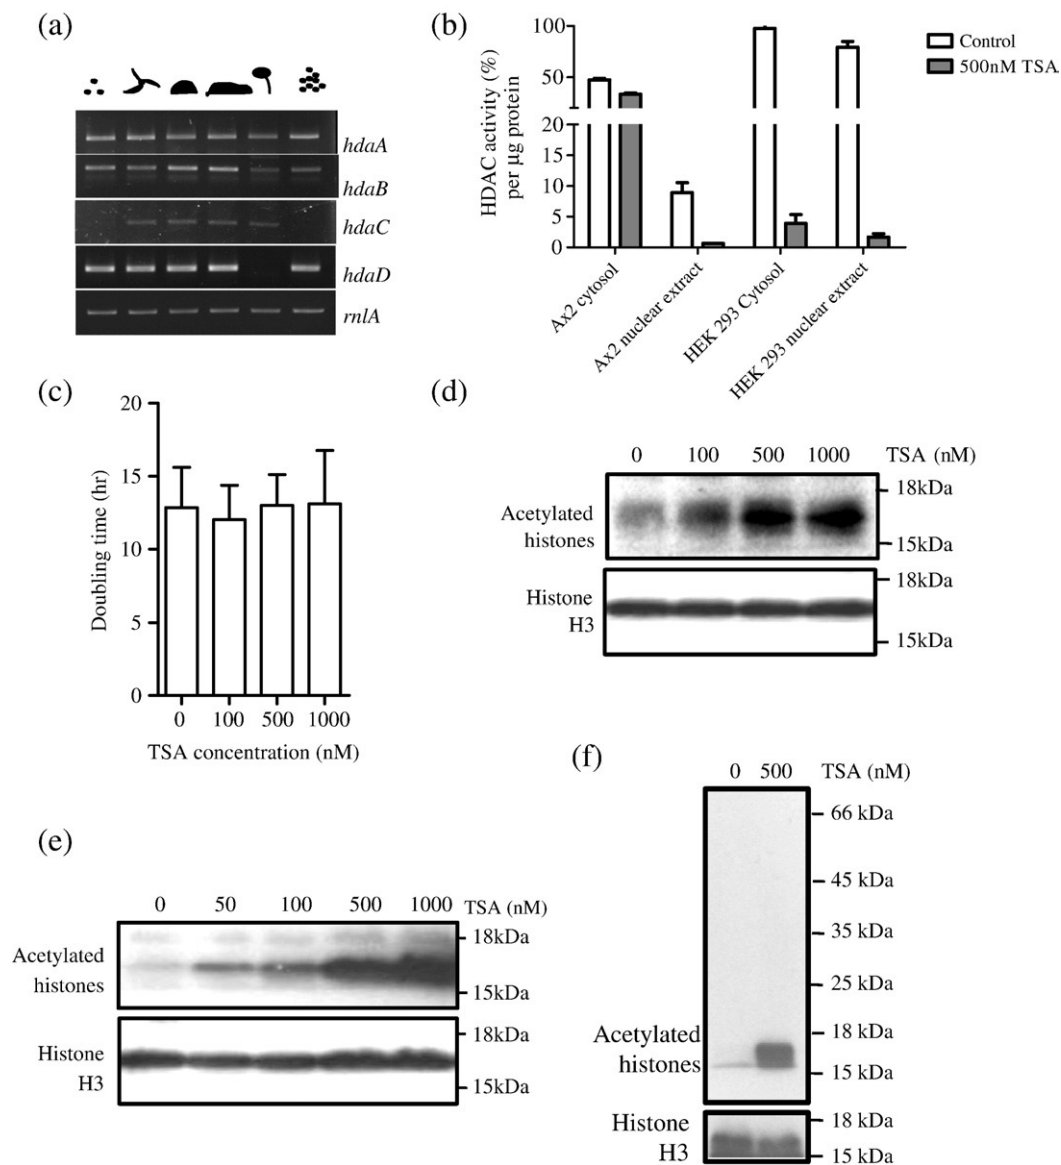 (a)
hdaA
hdaB
hdaC
hdaD
rnlA
(b)
HDAC activity (%)
per μg protein
100
50
20
15
10
5
0
Control
500nM TSA
Ax2 cytosol
Ax2 nuclear extract
HEK 293 Cytosol
HEK 293 nuclear extract
(c)
Doubling time (hr)
20
15
10
5
0
0 100 500 1000
TSA concentration (nM)
(d)
0 100 500 1000 TSA (nM)
Acetylated
histones
18kDa
15kDa
Histone
H3
18kDa
15kDa
(e)
0 50 100 500 1000 TSA (nM)
Acetylated
histones
18kDa
15kDa
Histone
H3
18kDa
15kDa
(f)
0 500 TSA (nM)
66 kDa
45 kDa
35 kDa
25 kDa
18 kDa
15 kDa
Acetylated
histones
Histone
H3
18 kDa
15 kDa